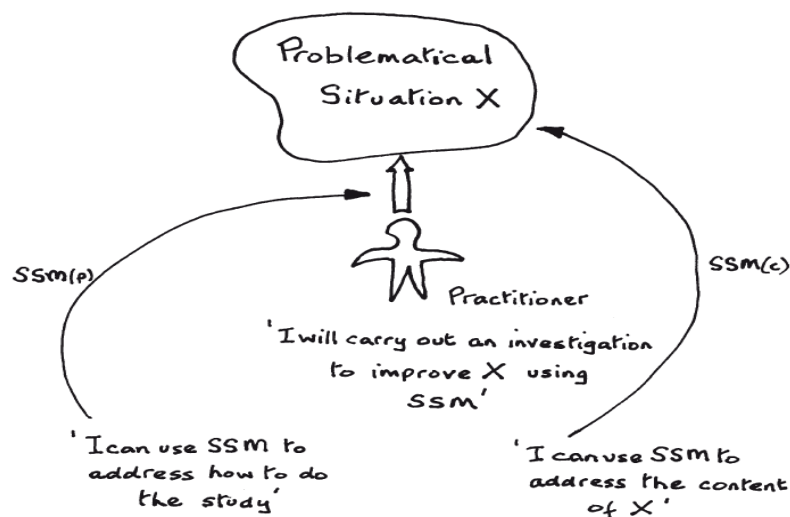 Problematical
Situation X
SSM(p)
SSM(c)
Practitioner
'I will carry out an investigation
to improve X using
SSM'
'I can use SSM to
address how to do
the study'
'I can use SSM to
address the content
of X'